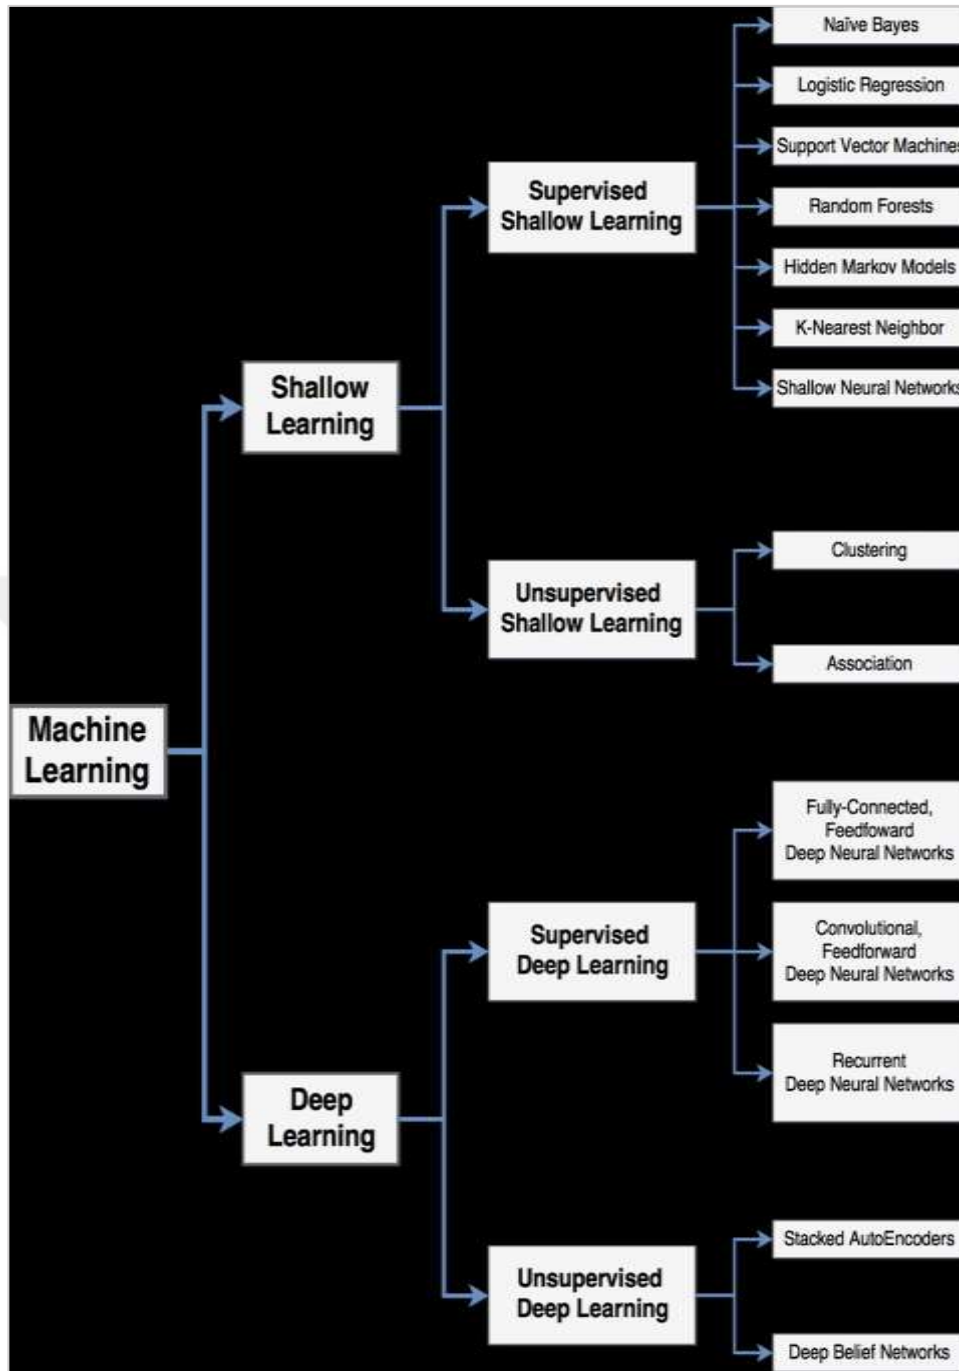 Naïve Bayes
Logistic Regression
Support Vector Machines
Supervised
Shallow Learning
Random Forests
Hidden Markov Models
K-Nearest Neighbor
Shallow Neural Networks
Shallow
Learning
Clustering
Unsupervised
Shallow Learning
Association
Machine
Learning
Fully-Connected,
Feedfoward
Deep Neural Networks
Supervised
Deep Learning
Convolutional,
Feedforward
Deep Neural Networks
Recurrent
Deep Neural Networks
Deep
Learning
Stacked AutoEncoders
Unsupervised
Deep Learning
Deep Belief Networks